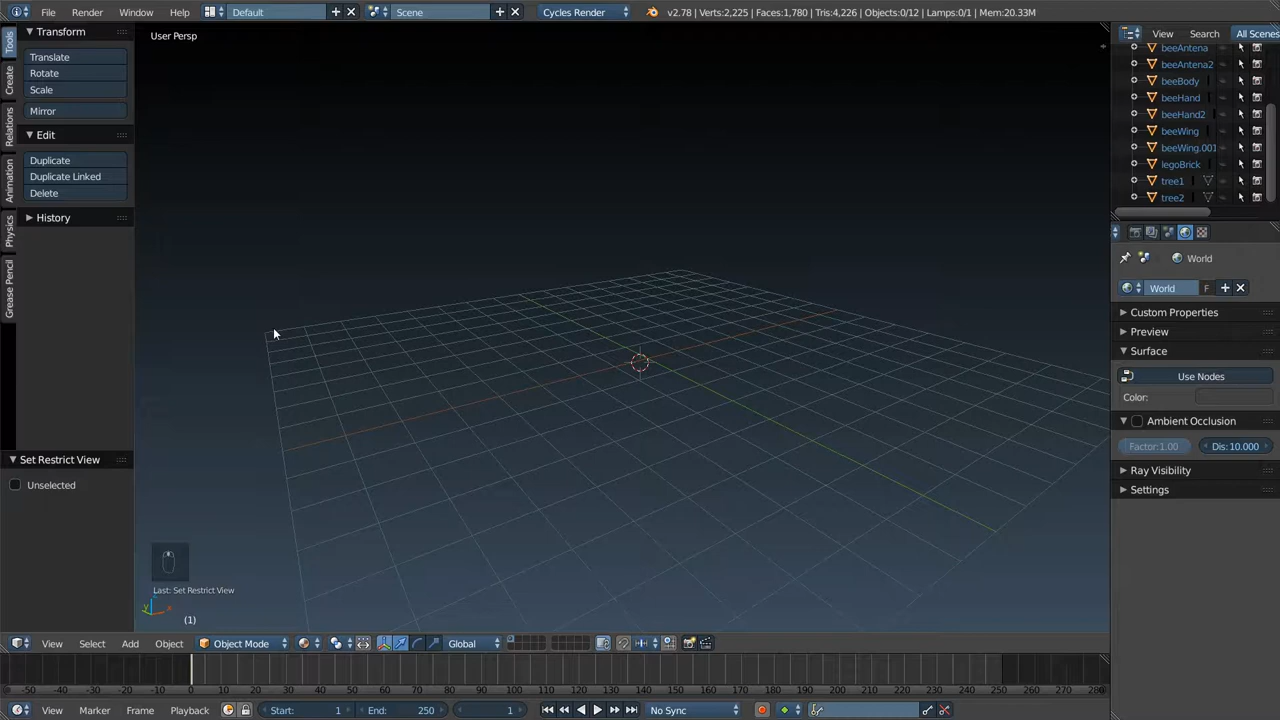 File Render Window Help Default Scene Cycles Render v2.78 | Verts:2,225 | Faces:1,780 | Tris:4,226 | Objects:0/12 | Lamps:0/1 | Mem:20.33M View Search All Scenes
Tools
Create
Relations
Animation
Physics
Grease Pencil
Transform
Translate
Rotate
Scale
Mirror
Edit
Duplicate
Duplicate Linked
Delete
History
Set Restrict View
Unselected
User Persp
Last: Set Restrict View
y x
(1)
beeAntena
beeAntena2
beeBody
beeHand
beeHand2
beeWing
beeWing.001
legoBrick
tree1
tree2
World
World F
Custom Properties
Preview
Surface
Use Nodes
Color:
Ambient Occlusion
Factor:1.00 Dis:10.000
Ray Visibility
Settings
View Select Add Object Object Mode Global
-50 -40 -30 -20 -10 0 10 20 30 40 50 60 70 80 90 100 110 120 130 140 150 160 170 180 190 200 210 220 230 240 250 260 270 280
View Marker Frame Playback Start: 1 End: 250 1 No Sync